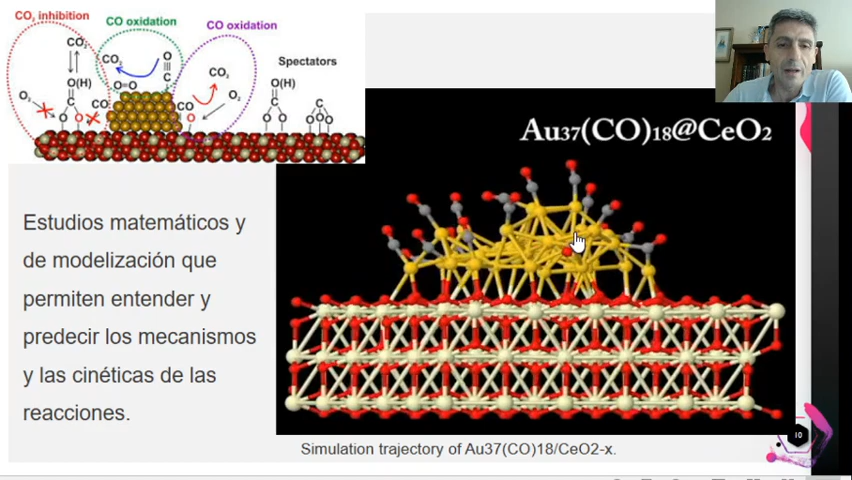 CO₂ inhibition
CO oxidation
CO oxidation
Spectators
CO₂
CO₂
O
C
O(H)
C
O₂
CO
O=O
O
O
CO
O
CO₂
O₂
O(H)
C
O
O
C
O
O
O
Au37(CO)18@CeO2
Estudios matemáticos y
de modelización que
permiten entender y
predecir los mecanismos
y las cinéticas de las
reacciones.
Simulation trajectory of Au37(CO)18/CeO2-x.
10